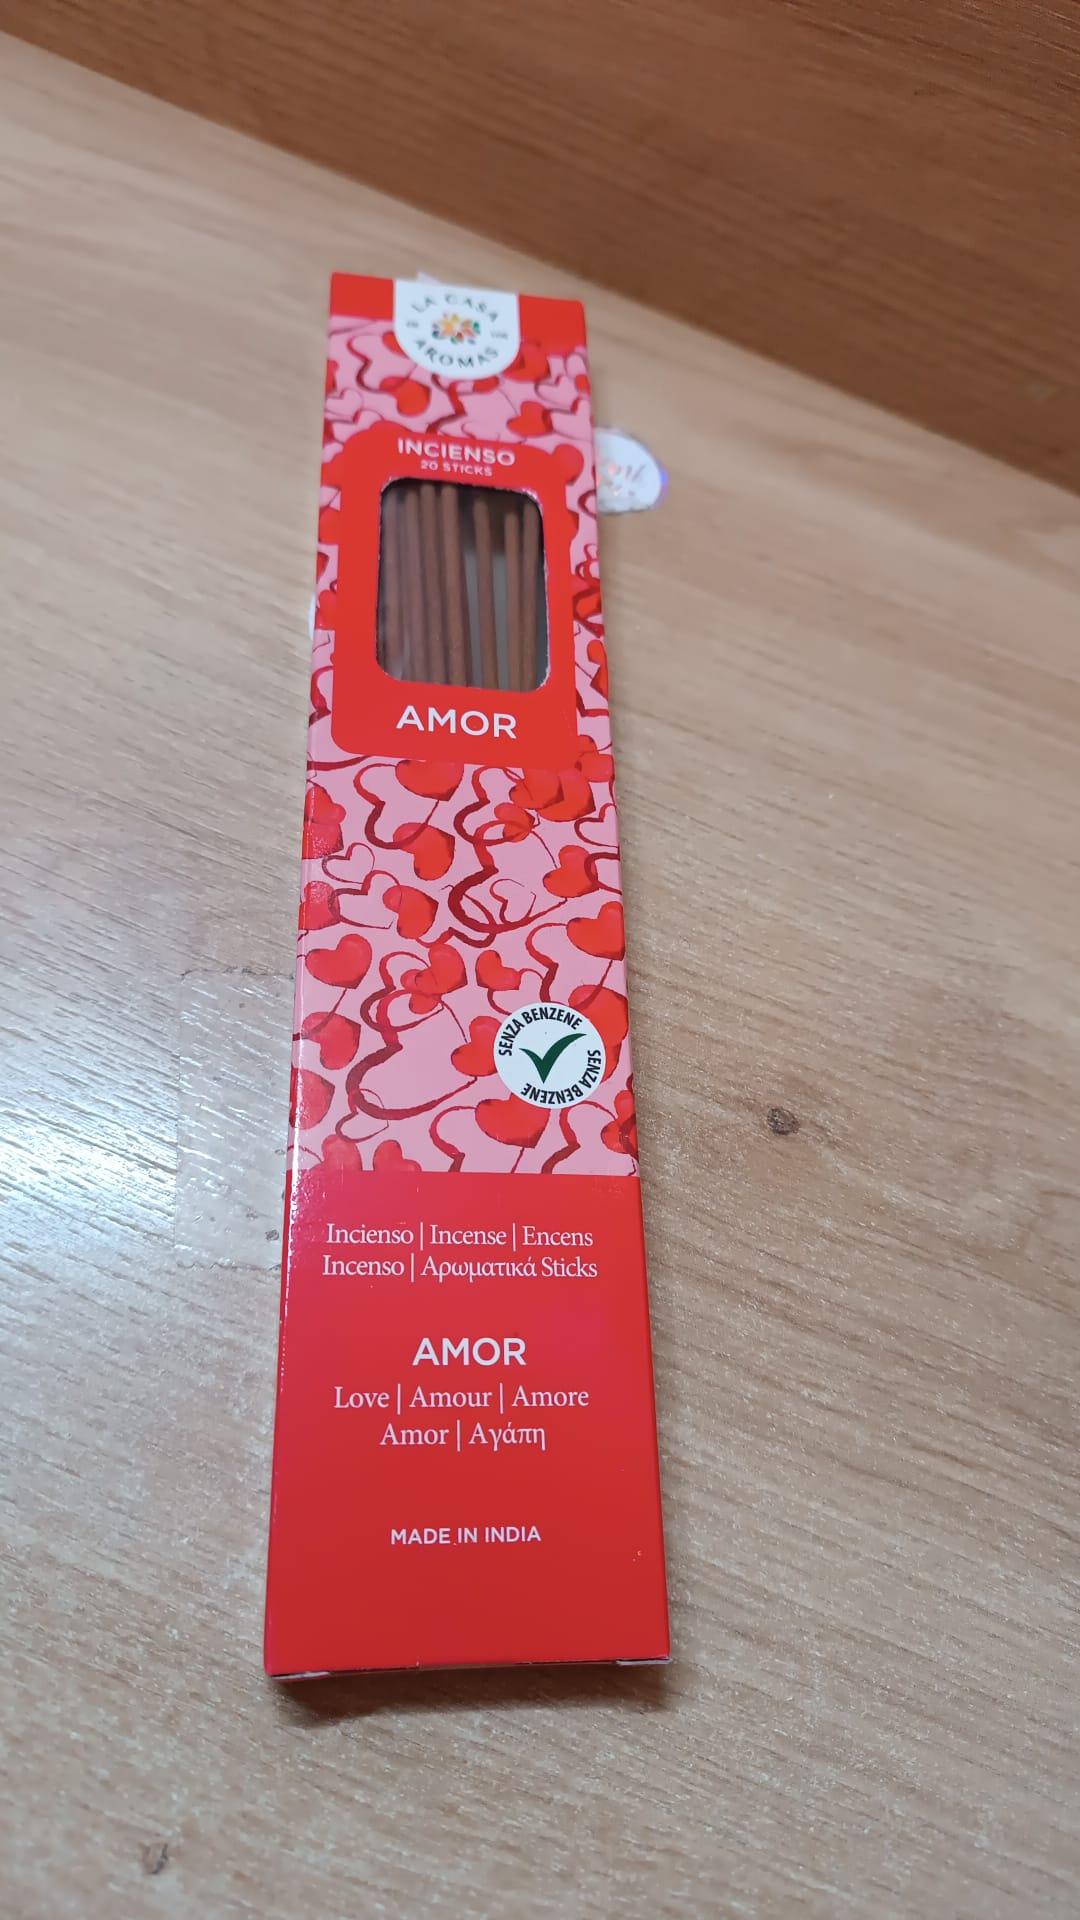 LA CASA
AROMAS
INCIENSO
20 STICKS
AMOR
SENZA BENZENE
SENZA BENZENE
Incienso | Incense | Encens
Incenso | Αρωματικά Sticks
AMOR
Love | Amour | Amore
Amor | Αγάπη
MADE IN INDIA